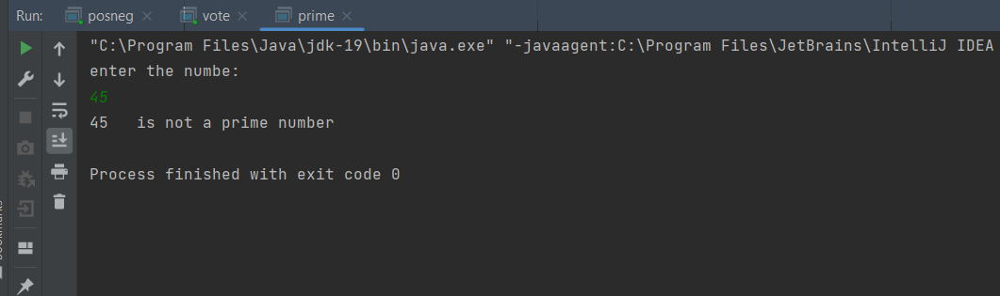 Run: posneg vote prime
"C:\Program Files\Java\jdk-19\bin\java.exe" "-javaagent:C:\Program Files\JetBrains\IntelliJ IDEA
enter the numbe:
45
45   is not a prime number
Process finished with exit code 0